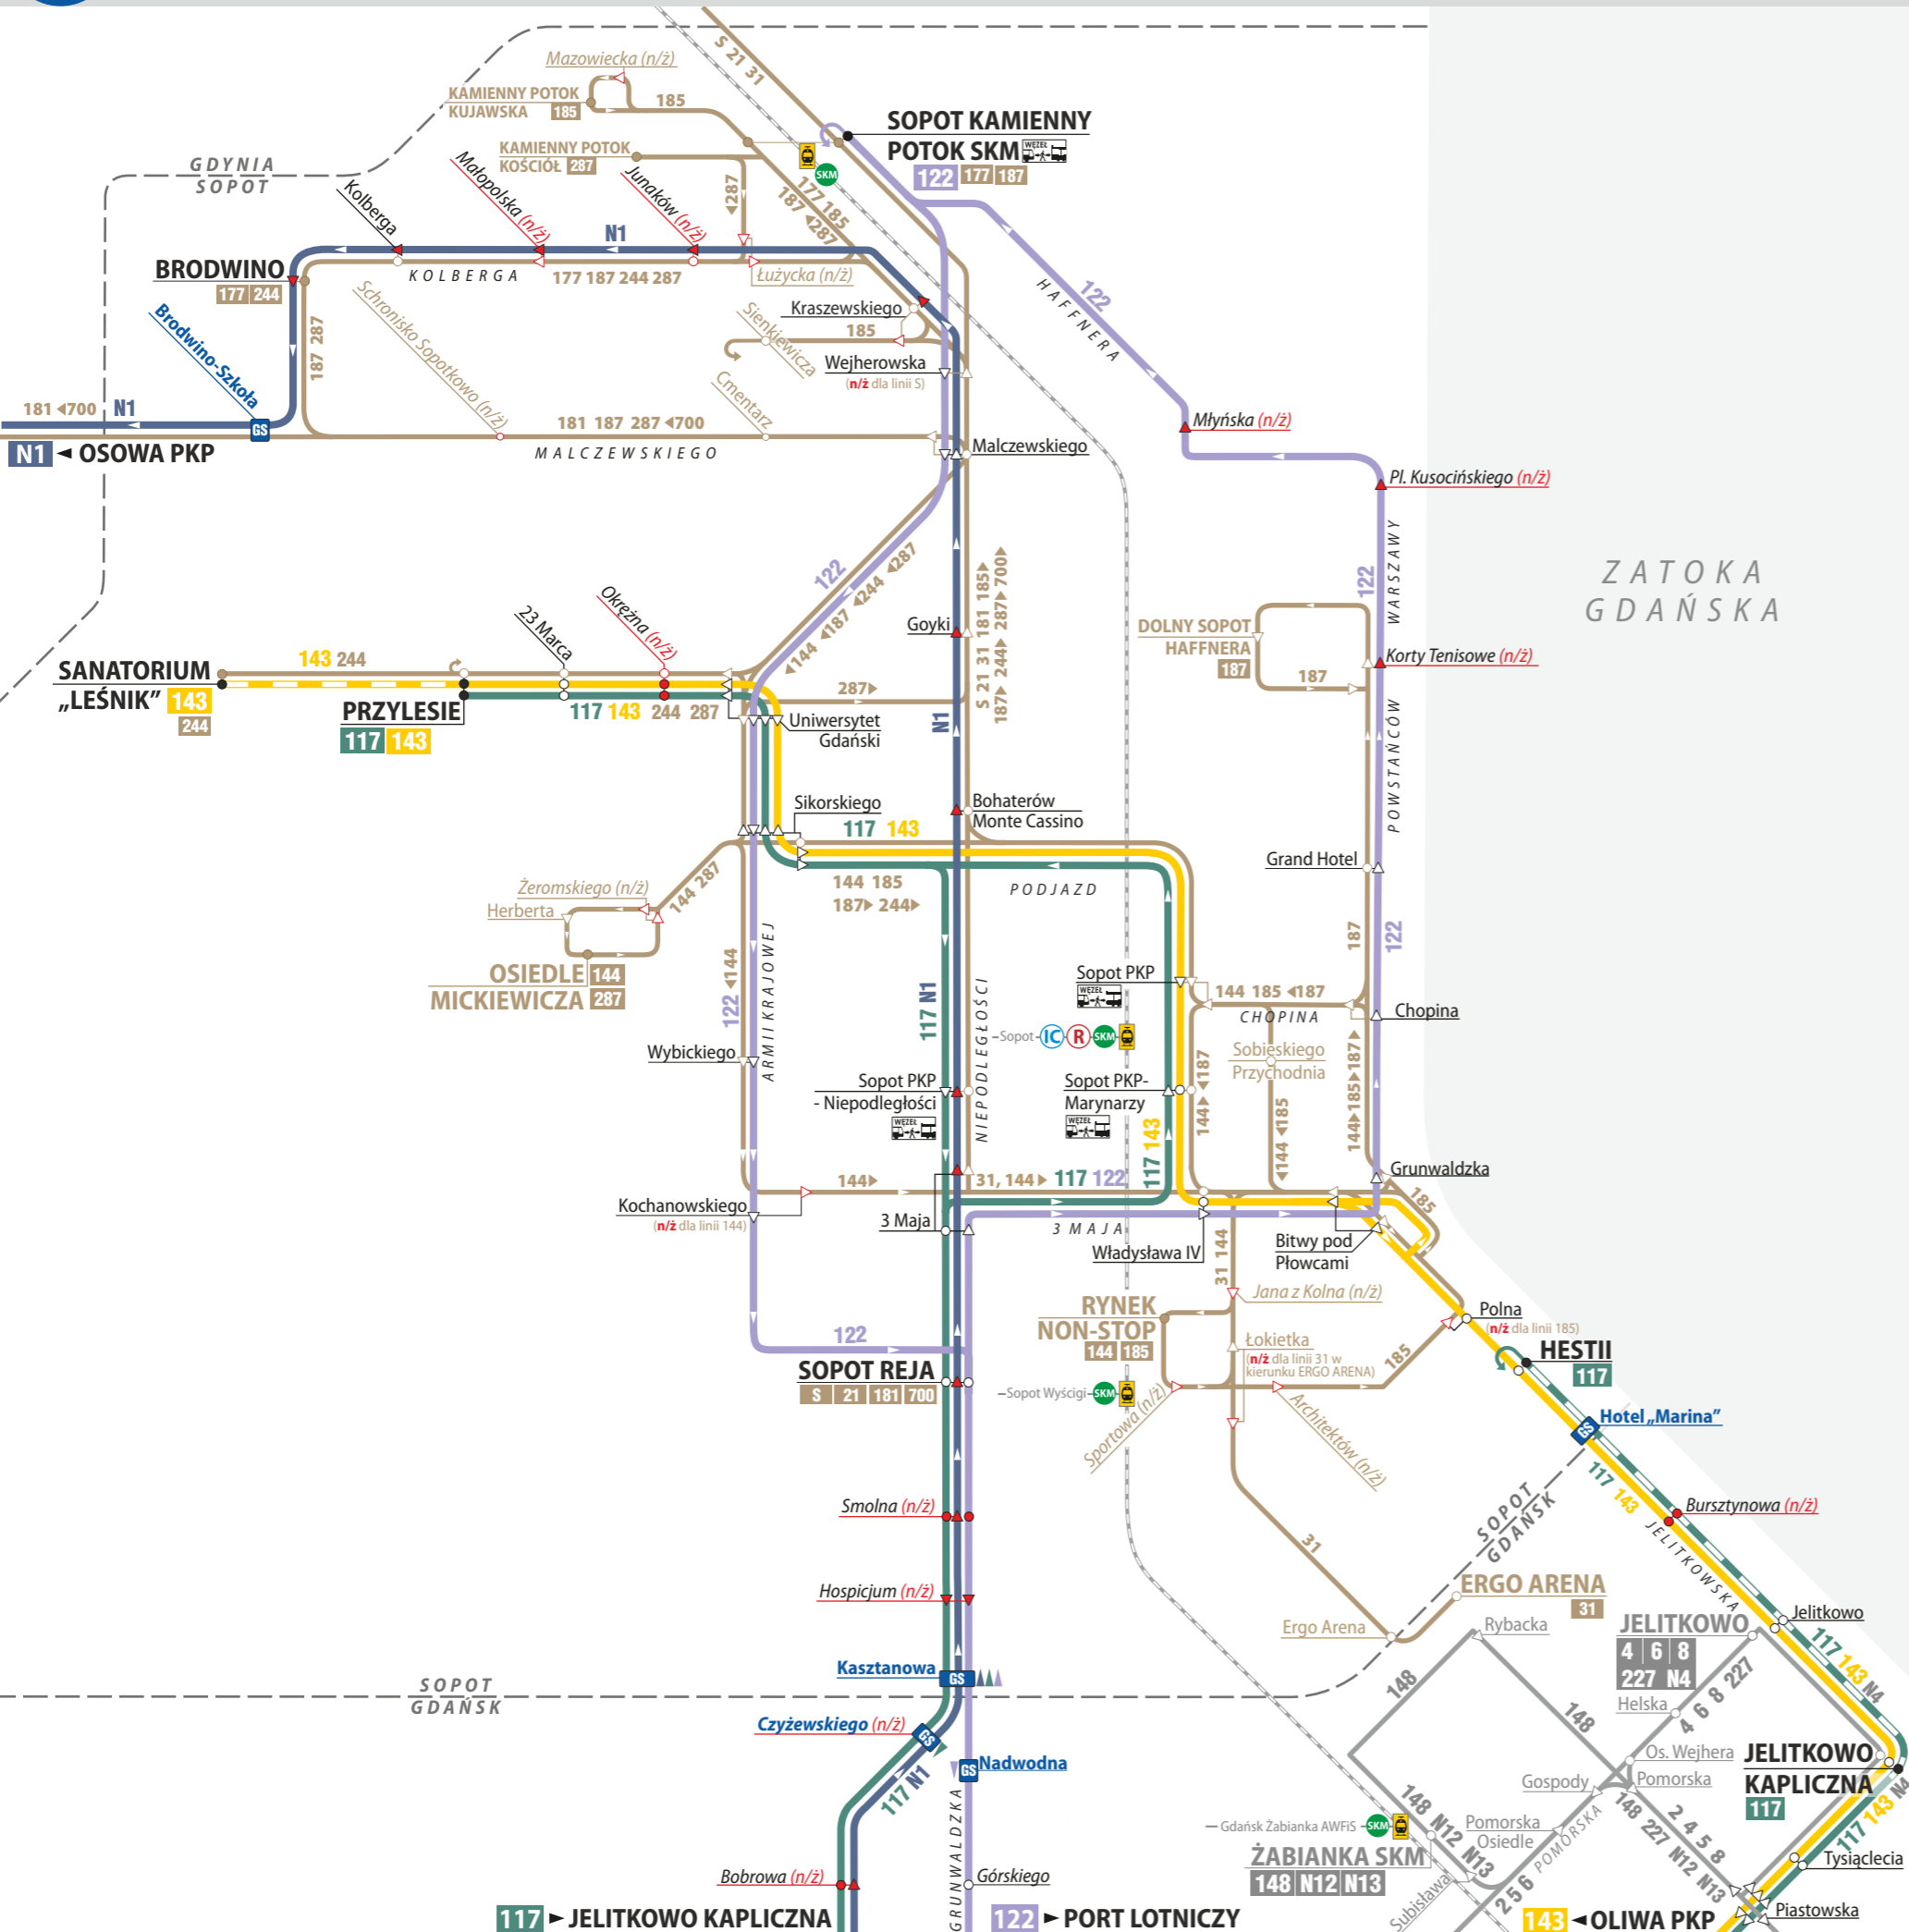 S 21 31
Mazowiecka (n/ż)
KAMIENNY POTOK
KUJAWSKA 185
185
SOPOT KAMIENNY
POTOK SKM WĘZEŁ
122 177 187
KAMIENNY POTOK
KOŚCIÓŁ 287
SKM
GDYNIA
SOPOT
Kolberga
Małopolska (n/ż)
Junaków (n/ż)
◄287
177 185
187 ◄287
N1
BRODWINO
177 244
KOLBERGA
177 187 244 287
Łużycka (n/ż)
122
HAFFNERA
Brodwino-Szkoła
187 287
Schronisko Sopotkowo (n/ż)
Kraszewskiego
185
Sienkiewicza
Wejherowska
(n/ż dla linii S)
Cmentarz
181 ◄700 N1
GS
181 187 287 ◄700
Młyńska (n/ż)
N1 ◄ OSOWA PKP
MALCZEWSKIEGO
Malczewskiego
Pl. Kusocińskiego (n/ż)
WARSZAWY
122
ZATOKA
GDAŃSKA
122
◄144 ◄187 ◄244 ◄287
S 21 31 181 185►
187► 244► 287► 700►
23 Marca
Okrężna (n/ż)
Goyki
DOLNY SOPOT
HAFFNERA
187
187
Korty Tenisowe (n/ż)
SANATORIUM
„LEŚNIK” 143
244
143 244
PRZYLESIE
117 143
117 143 244 287
287►
N1
Uniwersytet
Gdański
POWSTAŃCÓW
Sikorskiego
117 143
Bohaterów
Monte Cassino
Grand Hotel
144 185
187► 244►
PODJAZD
Żeromskiego (n/ż)
Herberta
144 287
OSIEDLE 144
MICKIEWICZA 287
122 ◄144
ARMII KRAJOWEJ
117 N1
NIEPODLEGŁOŚCI
187
122
Sopot PKP
WĘZEŁ
144 185 ◄187
CHOPINA
Chopina
Sopot IC R SKM
Sobieskiego
Przychodnia
Wybickiego
Sopot PKP
- Niepodległości
WĘZEŁ
Sopot PKP-
Marynarzy
WĘZEŁ
117 143
144► ◄187
◄144 ◄185
144►185►187►
Grunwaldzka
144►
31, 144► 117 122
185
Kochanowskiego
(n/ż dla linii 144)
3 Maja
3 MAJA
Władysława IV
Bitwy pod
Płowcami
31 144
Jana z Kolna (n/ż)
RYNEK
NON-STOP
144 185
Polna
(n/ż dla linii 185)
122
Łokietka
(n/ż dla linii 31 w
kierunku ERGO ARENA)
185
HESTII
117
SOPOT REJA
S 21 181 700
Sopot Wyścigi SKM
Sportowa (n/ż)
Architektów (n/ż)
GS
Hotel „Marina”
117 143
Smolna (n/ż)
SOPOT
GDAŃSK
Bursztynowa (n/ż)
JELITKOWSKA
31
Hospicjum (n/ż)
ERGO ARENA
31
Ergo Arena
Rybacka
JELITKOWO
4 6 8
227 N4
Jelitkowo
Kasztanowa
GS
SOPOT
GDAŃSK
148
148
Helska
4 6 8 227
117 143 N4
Czyżewskiego (n/ż)
GS
117 N1
GS Nadwodna
Os. Wejhera
Pomorska
Gospody
JELITKOWO
KAPLICZNA
117
GRUNWALDZKA
Gdańsk Żabianka AWFiS SKM
148 N12 N13
Pomorska
Osiedle
POMORSKA
148 227 N12 N13
2 4 5 8
117 143 N4
ŻABIANKA SKM
148 N12 N13
Tysiąclecia
Bobrowa (n/ż)
Górskiego
Subisława
2 5 6
Piastowska
117 ► JELITKOWO KAPLICZNA
122 ► PORT LOTNICZY
143 ◄ OLIWA PKP